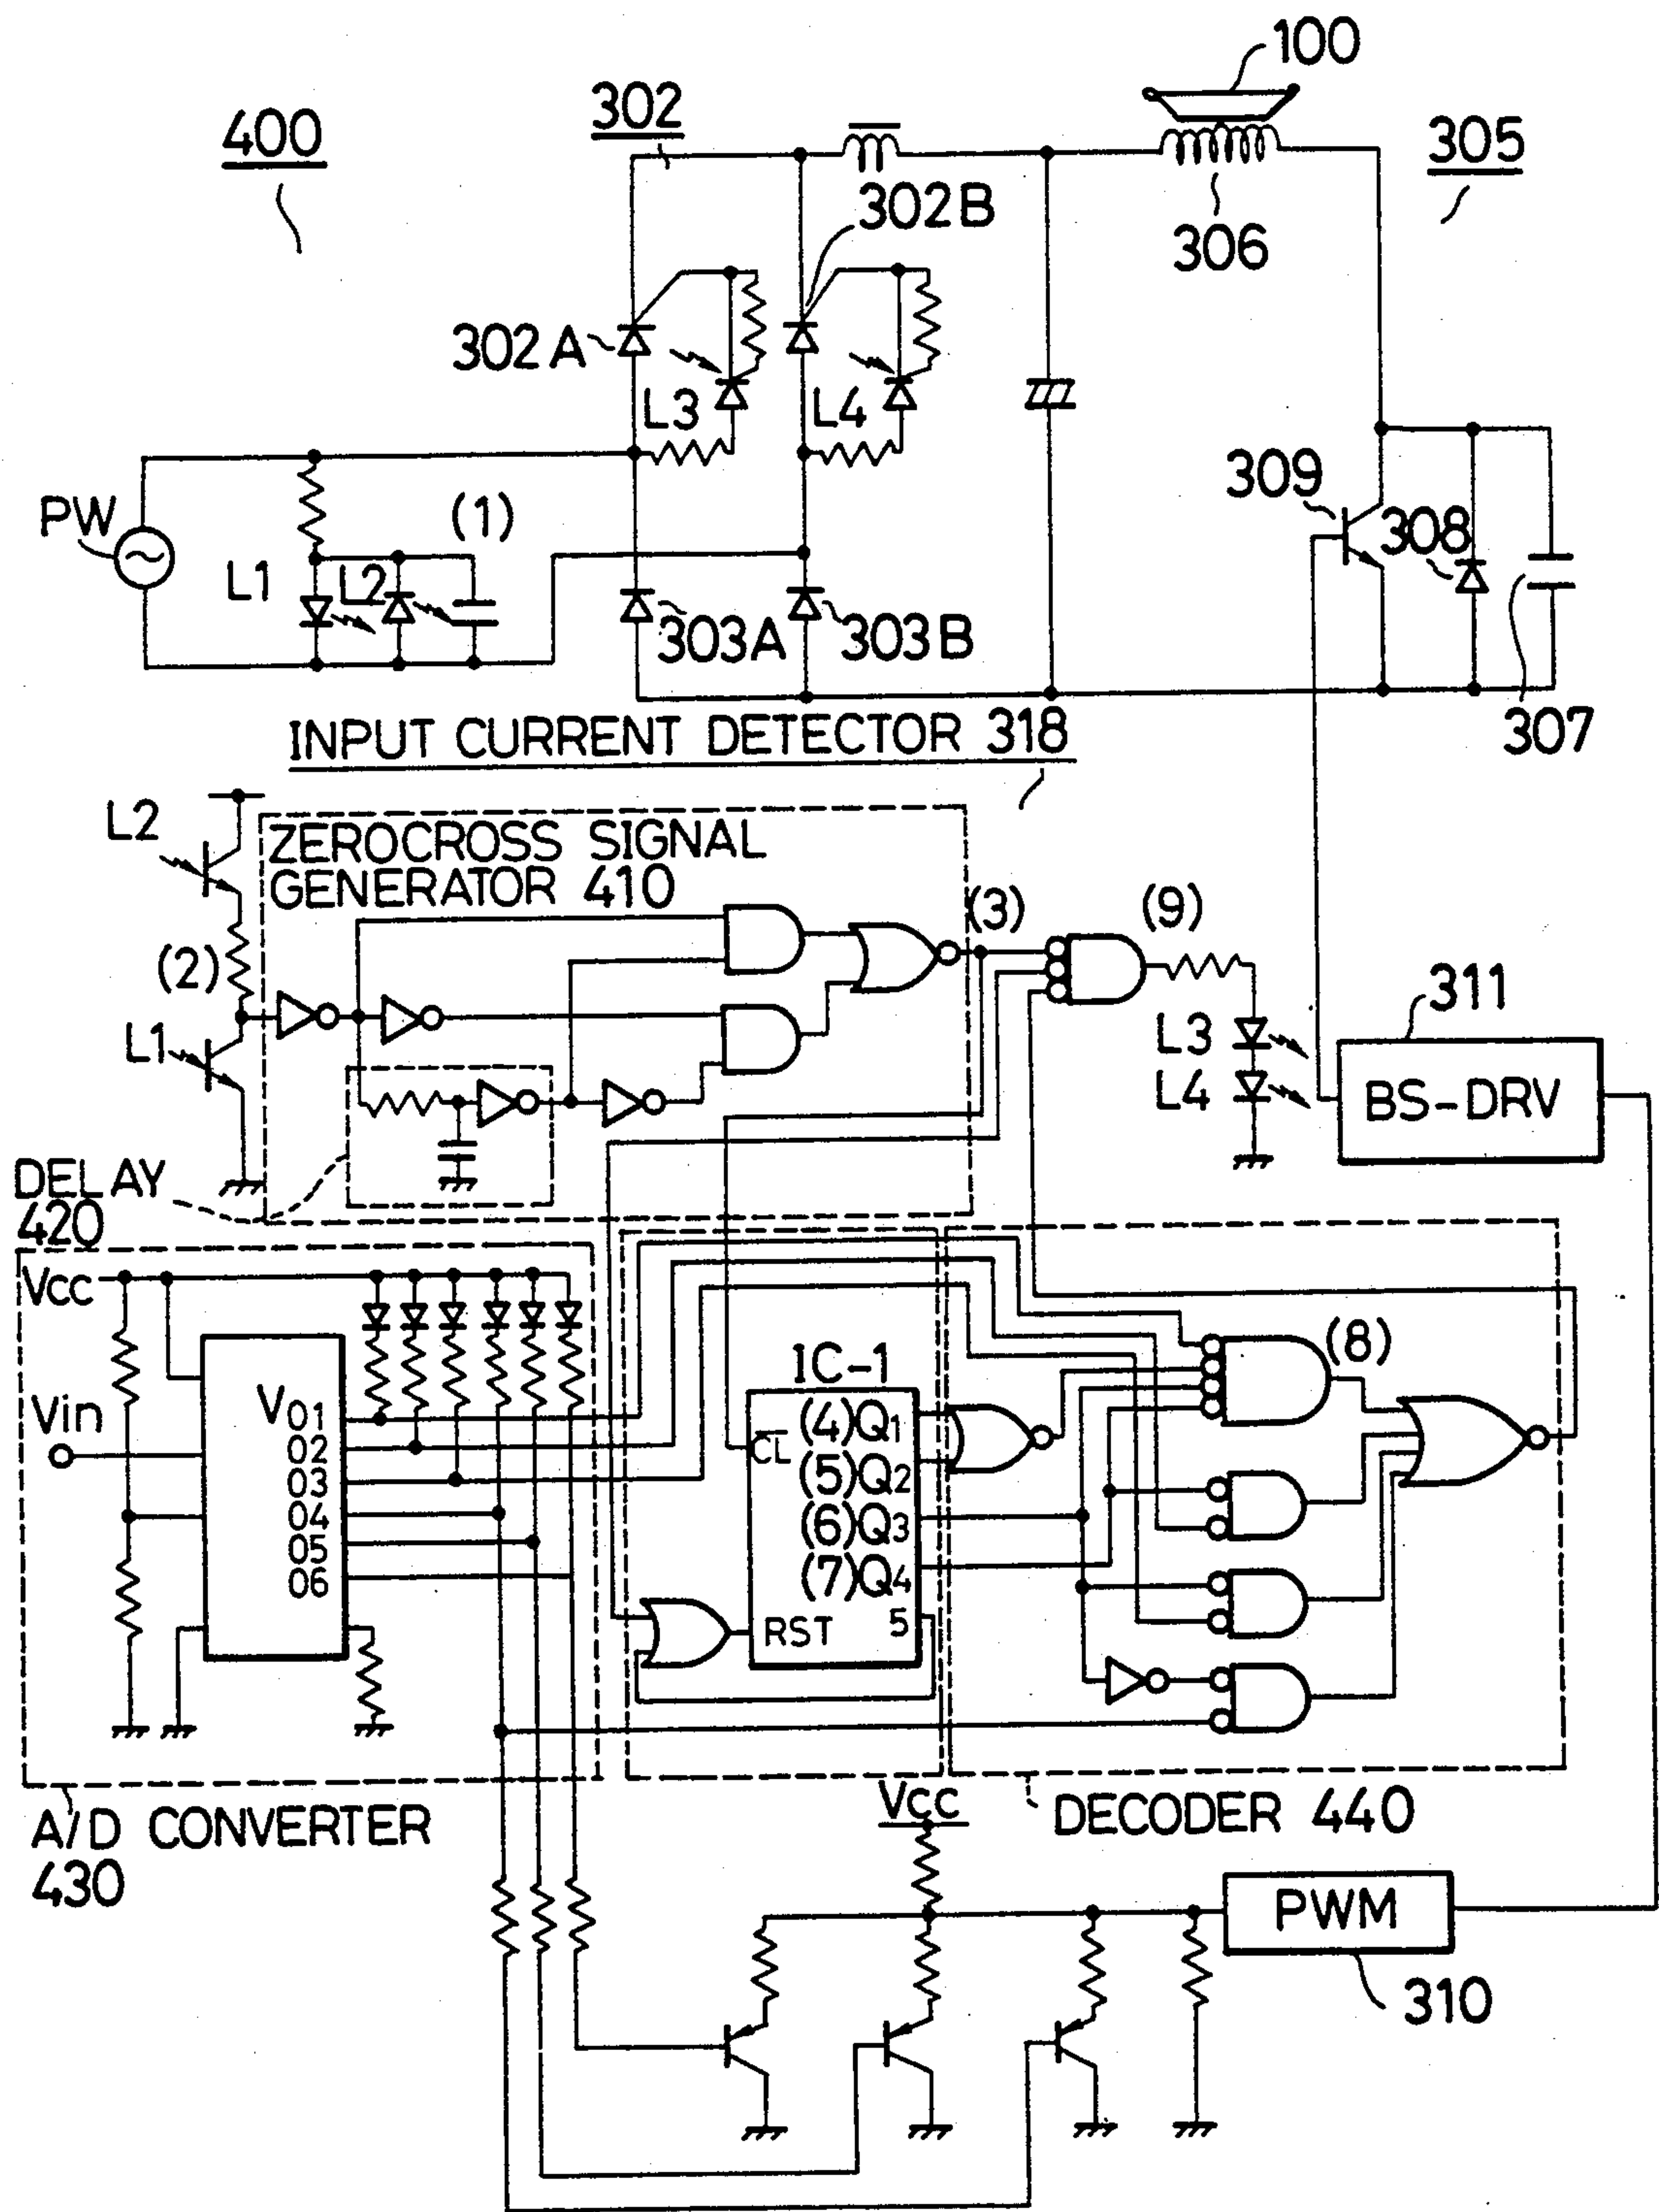 100
400
302
305
302B
306
302A
L3
L4
PW
(1)
309
308
L1
L2
303A
303B
307
INPUT CURRENT DETECTOR 318
L2
ZEROCROSS SIGNAL
GENERATOR 410
(3)
(9)
(2)
311
L1
L3
L4
BS-DRV
DELAY
420
Vcc
IC-1
(8)
Vin
V01
02
03
04
05
06
(4)Q1
CL
(5)Q2
(6)Q3
(7)Q4
RST
5
A/D CONVERTER
430
Vcc
DECODER 440
PWM
310